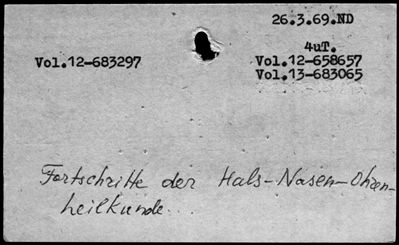 26.3.69.ND
4uT.
Vol.12-683297
Vol.12-658657
Vol.13-683065
Fortschritte der Hals-Nasen-Ohren-
heilkunde...